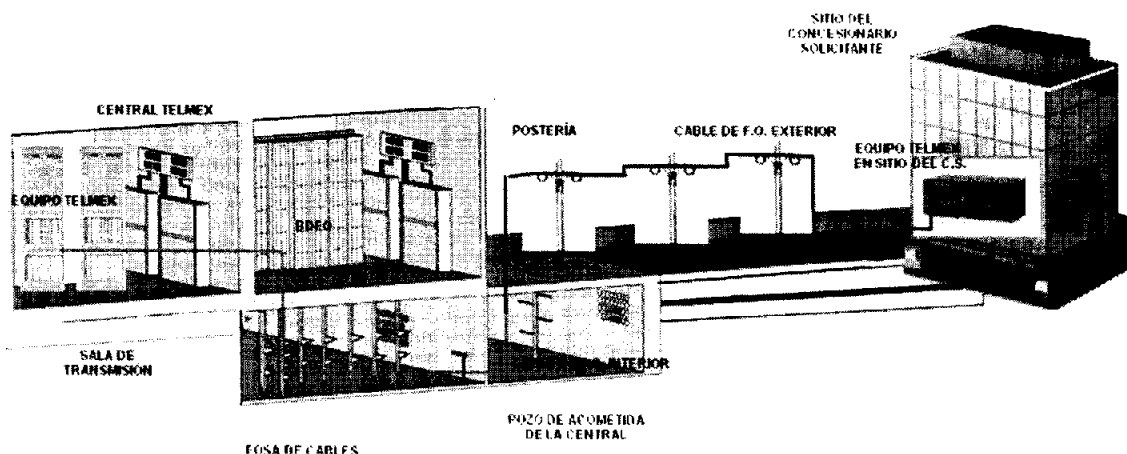 SITIO DEL
CONCESIONARIO
SOLICITANTE
CENTRAL TELMEX
POSTERÍA
CABLE DE F.O. EXTERIOR
EQUIPO TELMEX
EN SITIO DEL C.S.
EQUIPO TELMEX
BDFO
SALA DE
TRANSMISION
INTERIOR
POZO DE ACOMETIDA
DE LA CENTRAL
FOSA DE CABLES